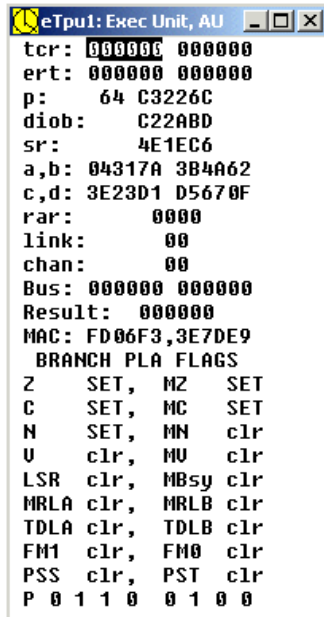 eTpu1: Exec Unit, AU
tcr: 000000 000000
ert: 000000 000000
p: 64 C3226C
diob: C22ABD
sr: 4E1EC6
a,b: 04317A 3B4A62
c,d: 3E23D1 D5670F
rar: 0000
link: 00
chan: 00
Bus: 000000 000000
Result: 000000
MAC: FD06F3,3E7DE9
BRANCH PLA FLAGS
Z SET, MZ SET
C SET, MC SET
N SET, MN clr
V clr, MV clr
LSR clr, MBsy clr
MRLA clr, MRLB clr
TDLA clr, TDLB clr
FM1 clr, FM0 clr
PSS clr, PST clr
P 0 1 1 0 0 1 0 0